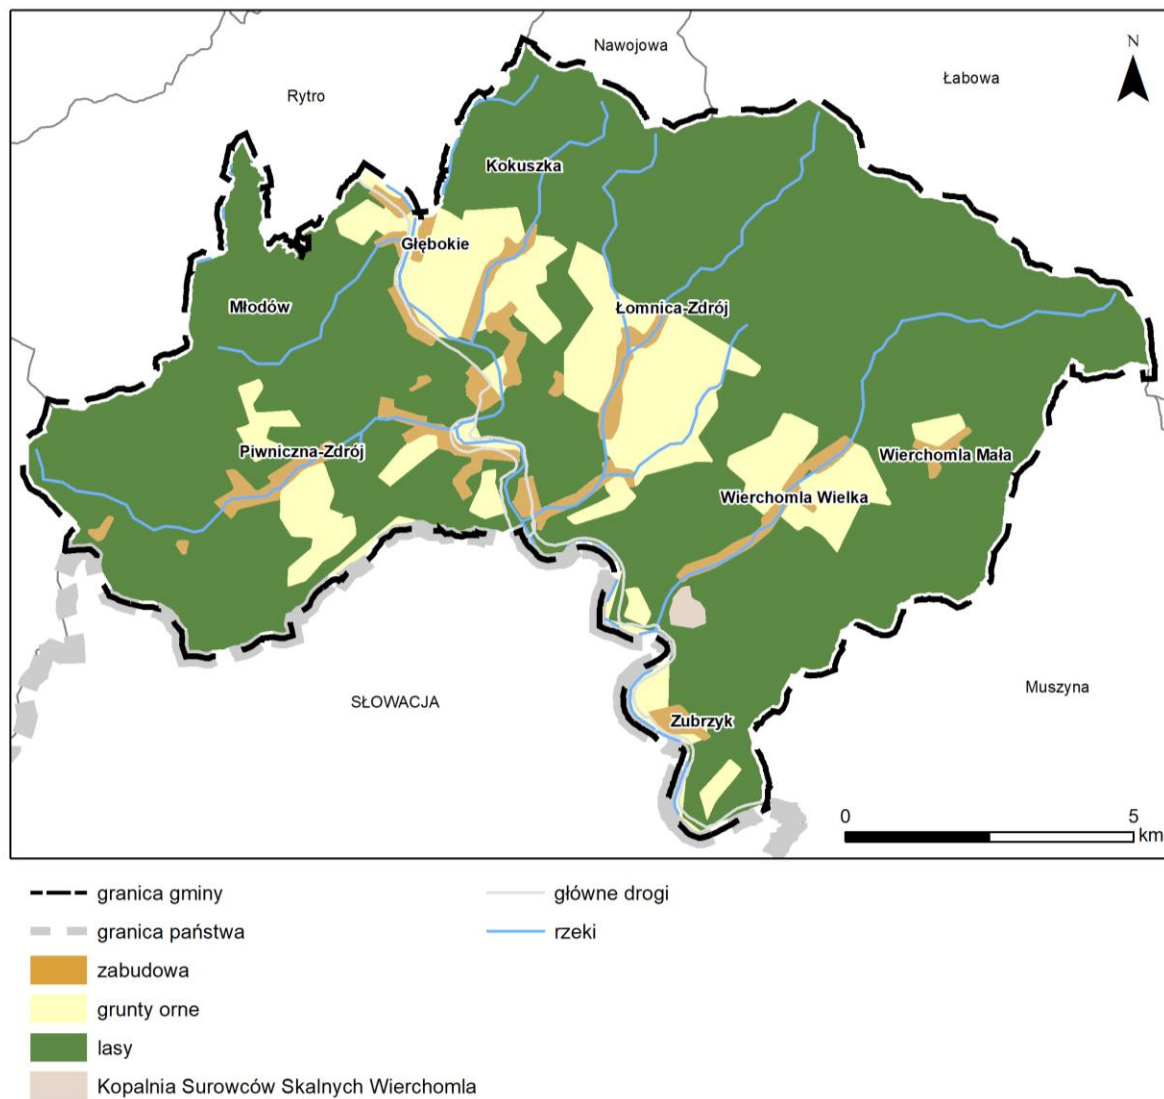 Nawojowa
N
Łabowa
Rytro
Kokuszka
Głębokie
Młodów
Łomnica-Zdrój
Piwniczna-Zdrój
Wierchomla Mała
Wierchomla Wielka
SŁOWACJA
Muszyna
Zubrzyk
0 5
km
granica gminy
główne drogi
granica państwa
rzeki
zabudowa
grunty orne
lasy
Kopalnia Surowców Skalnych Wierchomla